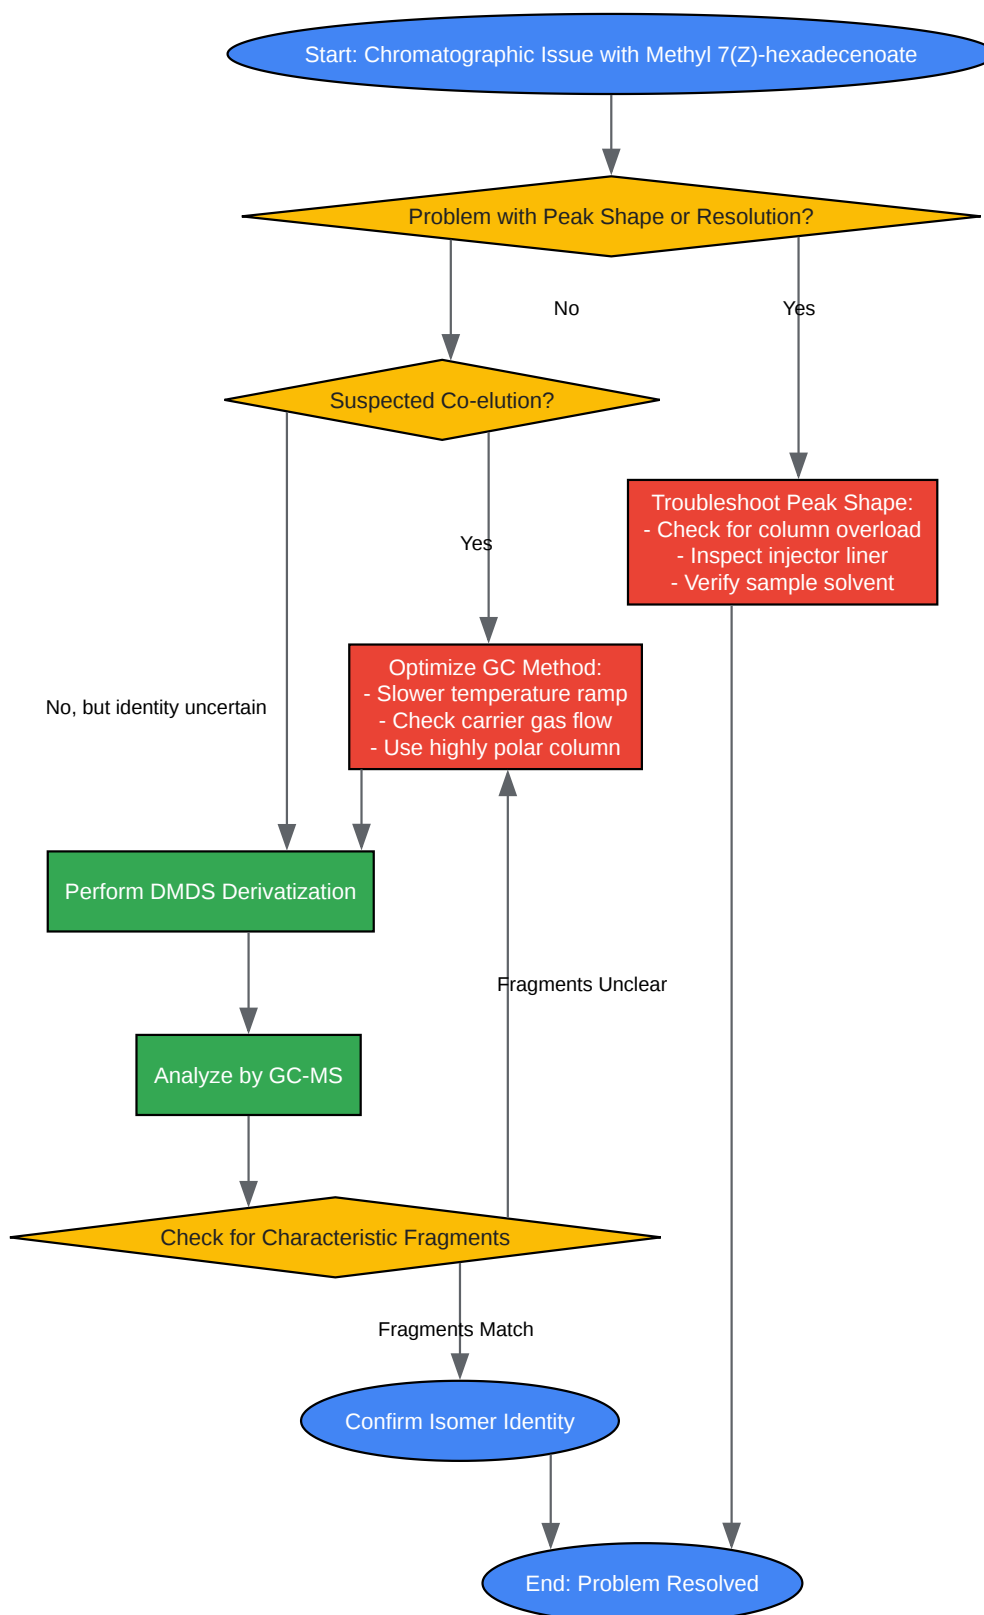 Start: Chromatographic Issue with Methyl 7(Z)-hexadecenoate
Problem with Peak Shape or Resolution?
No
Yes
Suspected Co-elution?
Troubleshoot Peak Shape:
- Check for column overload
- Inspect injector liner
- Verify sample solvent
Yes
Optimize GC Method:
- Slower temperature ramp
- Check carrier gas flow
- Use highly polar column
No, but identity uncertain
Perform DMDS Derivatization
Fragments Unclear
Analyze by GC-MS
Check for Characteristic Fragments
Fragments Match
Confirm Isomer Identity
End: Problem Resolved